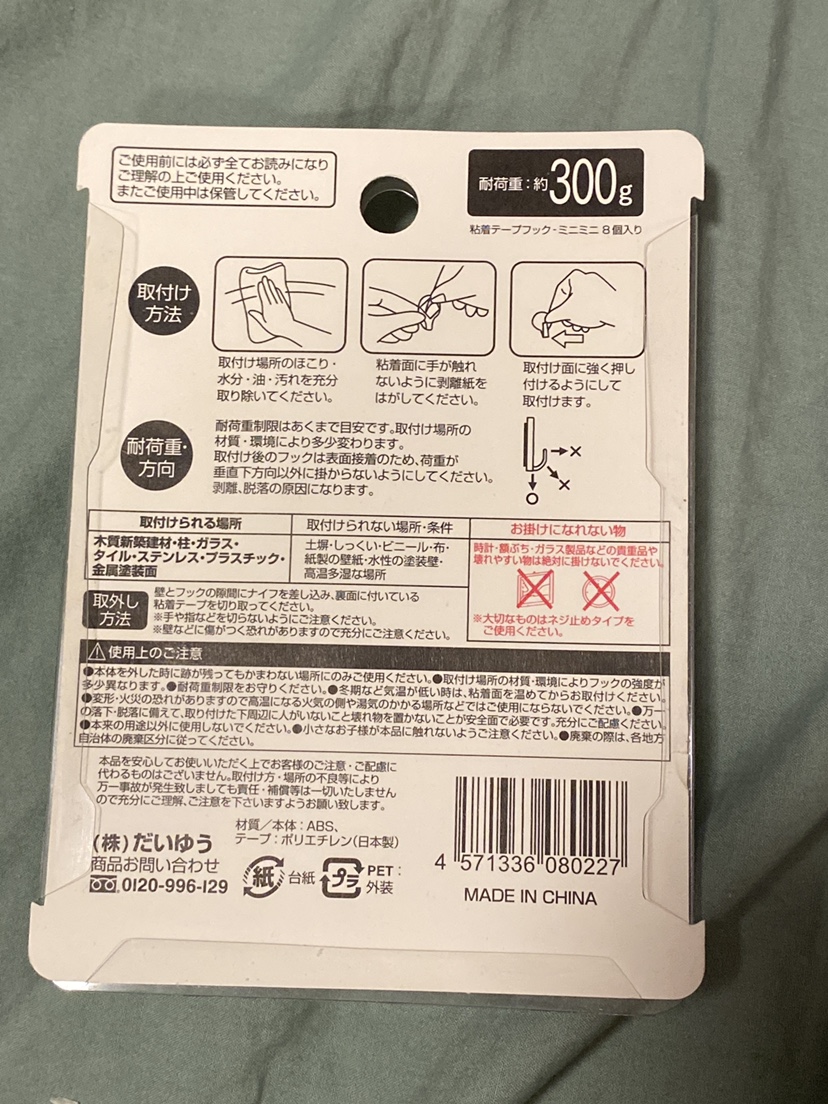 ご使用前には必ず全てお読みになり
ご理解の上ご使用ください。
またご使用中は保管してください。
耐荷重：約300g
粘着テープフック-ミニミニ 8個入り
取付け
方法
取付け場所のほこり・
水分・油・汚れを充分
取り除いてください。
粘着面に手が触れ
ないように剥離紙を
はがしてください。
取付け面に強く押し
付けるようにして
取付けます。
耐荷重・
方向
耐荷重制限はあくまで目安です。取付け場所の
材質・環境により多少変わります。
取付け後のフックは表面接着のため、荷重が
垂直下方向以外に掛からないようにしてください。
剥離、脱落の原因になります。
取付けられる場所
木質新築建材・柱・ガラス・
タイル・ステンレス・プラスチック・
金属塗装面
取付けられない場所・条件
土塀・しっくい・ビニール・布・
紙製の壁紙・水性の塗装壁・
高温多湿な場所
お掛けになれない物
時計・額ぶち・ガラス製品などの貴重品や
壊れやすい物は絶対に掛けないでください。
※大切なものはネジ止めタイプを
ご使用ください。
取外し
方法
壁とフックの隙間にナイフを差し込み、裏面に付いている
粘着テープを切り取ってください。
※手や指などを切らないようにご注意ください。
※壁などに傷がつく恐れがありますので充分にご注意ください。
使用上のご注意
●本体を外した時に跡が残ってもかまわない場所にのみご使用ください。●取付け場所の材質・環境によりフックの強度が
多少異なります。●耐荷重制限をお守りください。●冬期など気温が低い時は、粘着面を温めてからお取付けください。
●変形・火災の恐れがありますので高温になる火気の側や湯気のかかる場所などではご使用にならないでください。●万一
の落下・脱落に備えて、取り付けた下周辺に人がいないこと壊れ物を置かないことが安全面で必要です。充分にご配慮ください。
●本来の用途以外に使用しないでください。●小さなお子様が本品に触れないようご注意ください。●廃棄の際は、各地方
自治体の廃棄区分に従ってください。
本品を安心してお使いいただく上でお客様のご注意・ご配慮に
代わるものはございません。取付け方・場所の不良等により
万一事故が発生致しましても責任・補償等は一切いたしません
ので充分にご理解、ご注意を下さいますようお願い致します。
(株)だいゆう
商品お問い合わせ
0120-996-129
材質／本体：ABS、
テープ：ポリエチレン(日本製)
紙 台紙
プラ PET：
外装
4 571336 080227
MADE IN CHINA